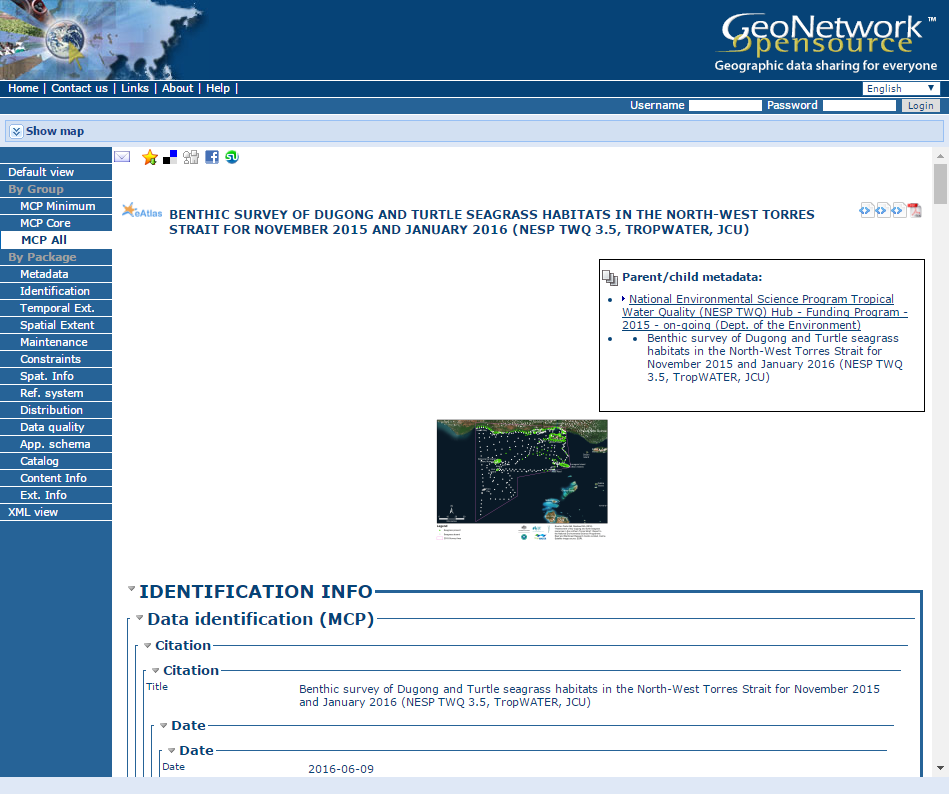 GeoNetwork ™
Opensource
Geographic data sharing for everyone
Home | Contact us | Links | About | Help |
English
Username Password Login
Show map
Default view
By Group
MCP Minimum
MCP Core
MCP All
By Package
Metadata
Identification
Temporal Ext.
Spatial Extent
Maintenance
Constraints
Spat. Info
Ref. system
Distribution
Data quality
App. schema
Catalog
Content Info
Ext. Info
XML view
eAtlas
BENTHIC SURVEY OF DUGONG AND TURTLE SEAGRASS HABITATS IN THE NORTH-WEST TORRES
STRAIT FOR NOVEMBER 2015 AND JANUARY 2016 (NESP TWQ 3.5, TROPWATER, JCU)
Parent/child metadata:
National Environmental Science Program Tropical
Water Quality (NESP TWQ) Hub - Funding Program -
2015 - on-going (Dept. of the Environment)
Benthic survey of Dugong and Turtle seagrass
habitats in the North-West Torres Strait for
November 2015 and January 2016 (NESP TWQ
3.5, TropWATER, JCU)
IDENTIFICATION INFO
Data identification (MCP)
Citation
Citation
Title
Benthic survey of Dugong and Turtle seagrass habitats in the North-West Torres Strait for November 2015
and January 2016 (NESP TWQ 3.5, TropWATER, JCU)
Date
Date
Date 2016-06-09